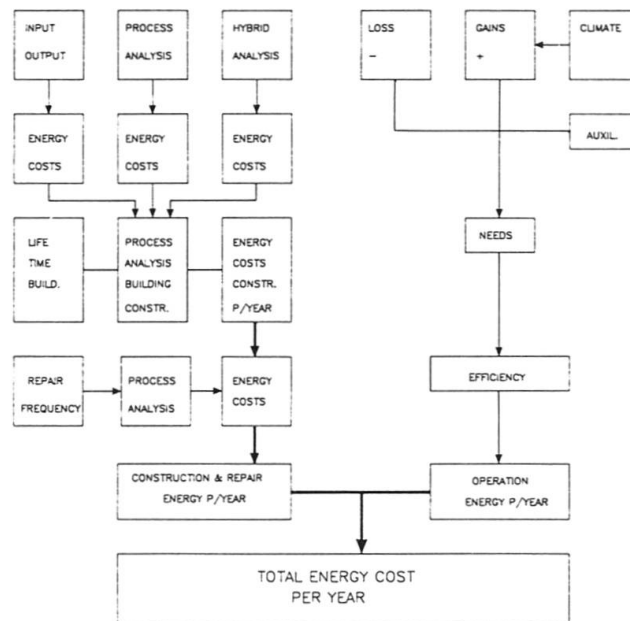 INPUT
OUTPUT
PROCESS
ANALYSIS
HYBRID
ANALYSIS
LOSS
-
GAINS
+
CLIMATE
AUXIL.
ENERGY
COSTS
ENERGY
COSTS
ENERGY
COSTS
LIFE
TIME
BUILD.
PROCESS
ANALYSIS
BUILDING
CONSTR.
ENERGY
COSTS
CONSTR.
P/YEAR
NEEDS
REPAIR
FREQUENCY
PROCESS
ANALYSIS
ENERGY
COSTS
EFFICIENCY
CONSTRUCTION & REPAIR
ENERGY P/YEAR
OPERATION
ENERGY P/YEAR
TOTAL ENERGY COST
PER YEAR